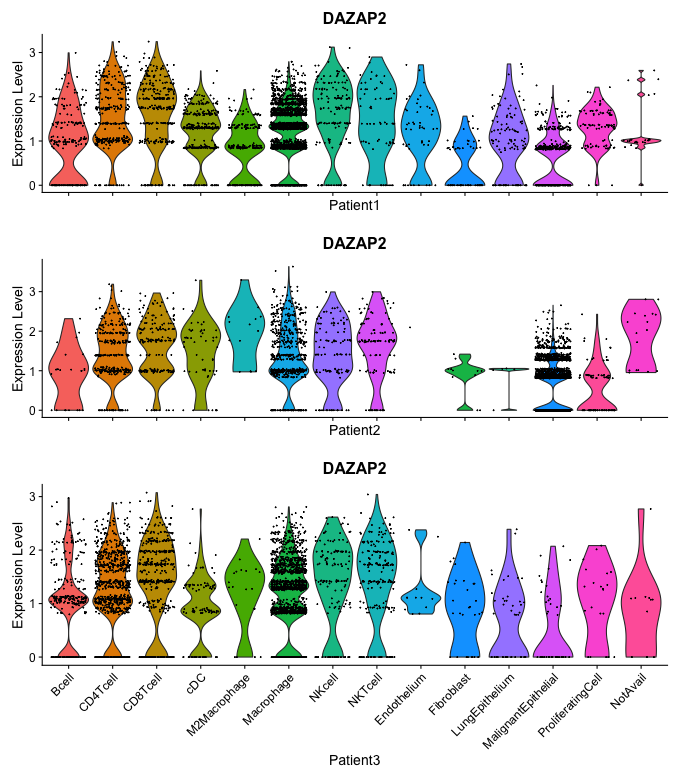 DAZAP2
Expression Level
3
2
1
0
Patient1
DAZAP2
Expression Level
3
2
1
0
Patient2
DAZAP2
Expression Level
3
2
1
0
Bcell
CD4Tcell
CD8Tcell
cDC
M2Macrophage
Macrophage
NKcell
NKTcell
Endothelium
Fibroblast
LungEpithelium
MalignantEpithelial
ProliferatingCell
NotAvail
Patient3